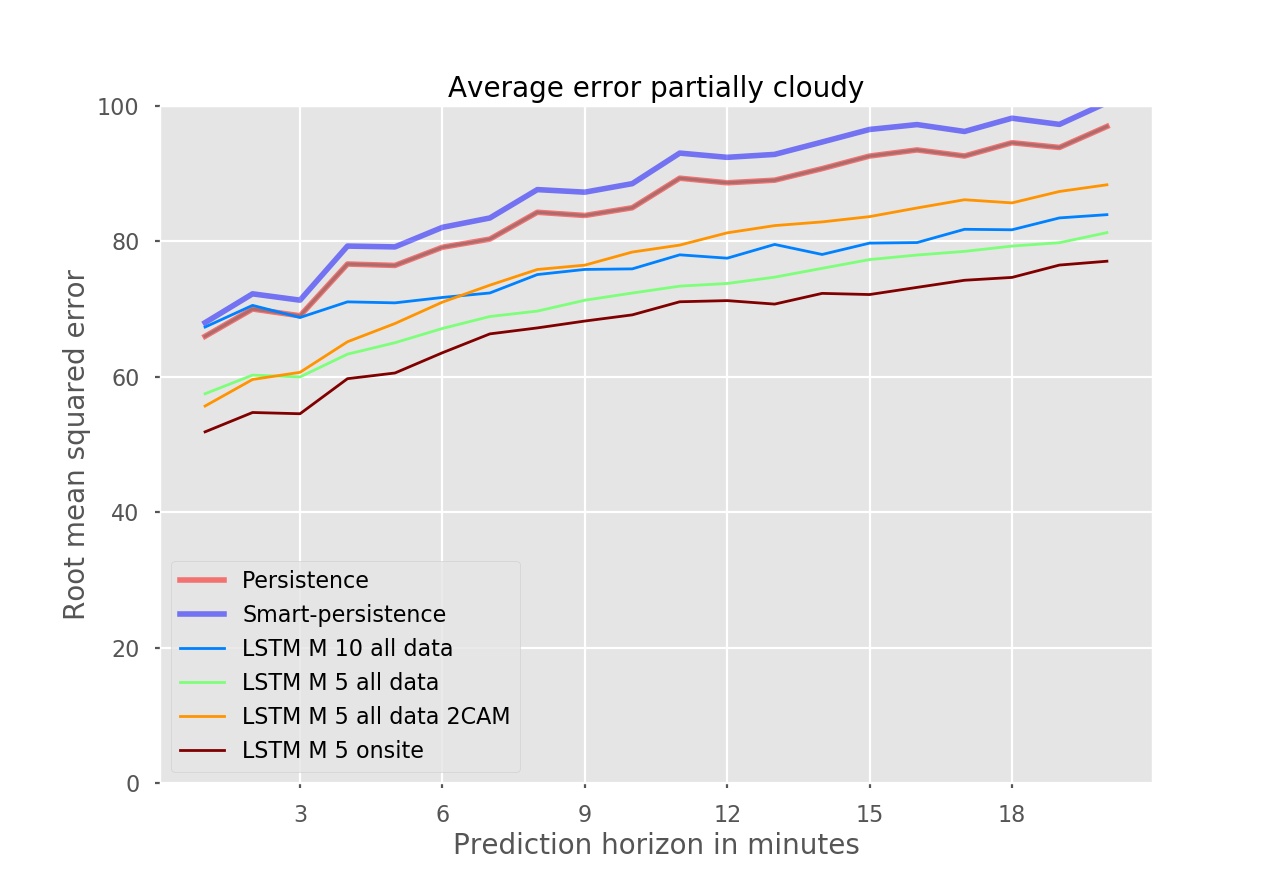 Average error partially cloudy
Root mean squared error
100
80
60
40
20
0
Persistence
Smart-persistence
LSTM M 10 all data
LSTM M 5 all data
LSTM M 5 all data 2CAM
LSTM M 5 onsite
3 6 9 12 15 18
Prediction horizon in minutes